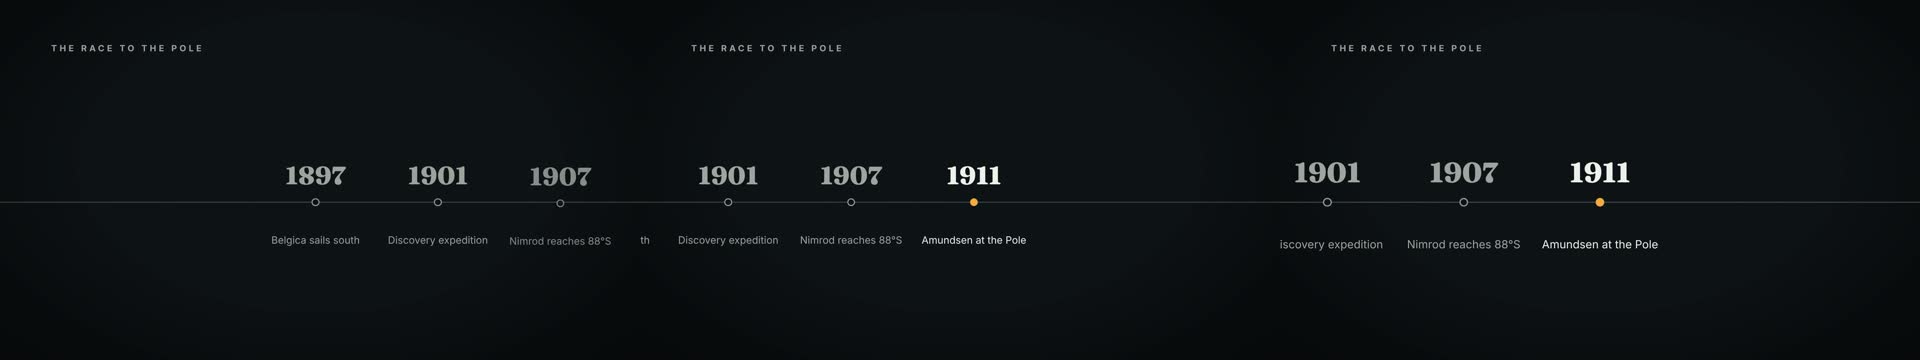 THE RACE TO THE POLE
1897 1901 1907
Belgica sails south Discovery expedition Nimrod reaches 88°S
THE RACE TO THE POLE
1901 1907 1911
th Discovery expedition Nimrod reaches 88°S Amundsen at the Pole
THE RACE TO THE POLE
1901 1907 1911
iscovery expedition Nimrod reaches 88°S Amundsen at the Pole